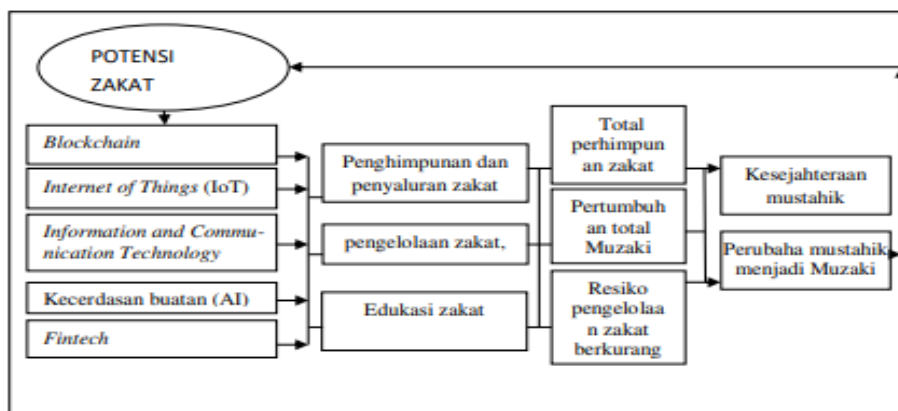 POTENSI
ZAKAT
Blockchain
Internet of Things (IoT)
Information and Commu-
nication Technology
Kecerdasan buatan (AI)
Fintech
Penghimpunan dan
penyaluran zakat
pengelolaan zakat,
Edukasi zakat
Total
perhimpun
an zakat
Pertumbuh
an total
Muzaki
Resiko
pengelolaa
n zakat
berkurang
Kesejahteraan
mustahik
Perubaha mustahik
menjadi Muzaki